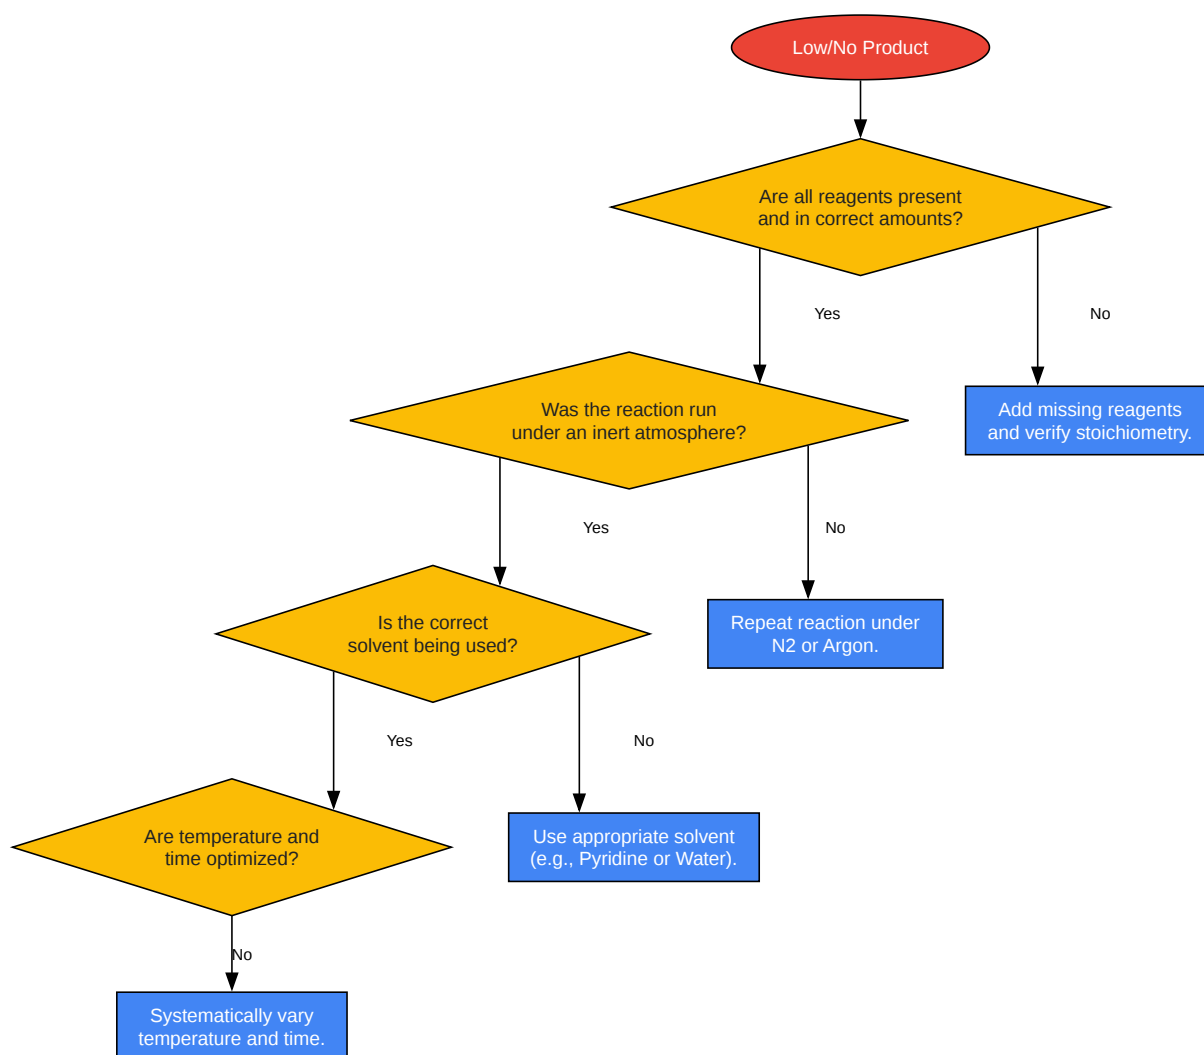 Low/No Product
Are all reagents present
and in correct amounts?
Yes
No
Was the reaction run
under an inert atmosphere?
Add missing reagents
and verify stoichiometry.
Yes
No
Is the correct
solvent being used?
Repeat reaction under
N2 or Argon.
Yes
No
Are temperature and
time optimized?
Use appropriate solvent
(e.g., Pyridine or Water).
No
Systematically vary
temperature and time.